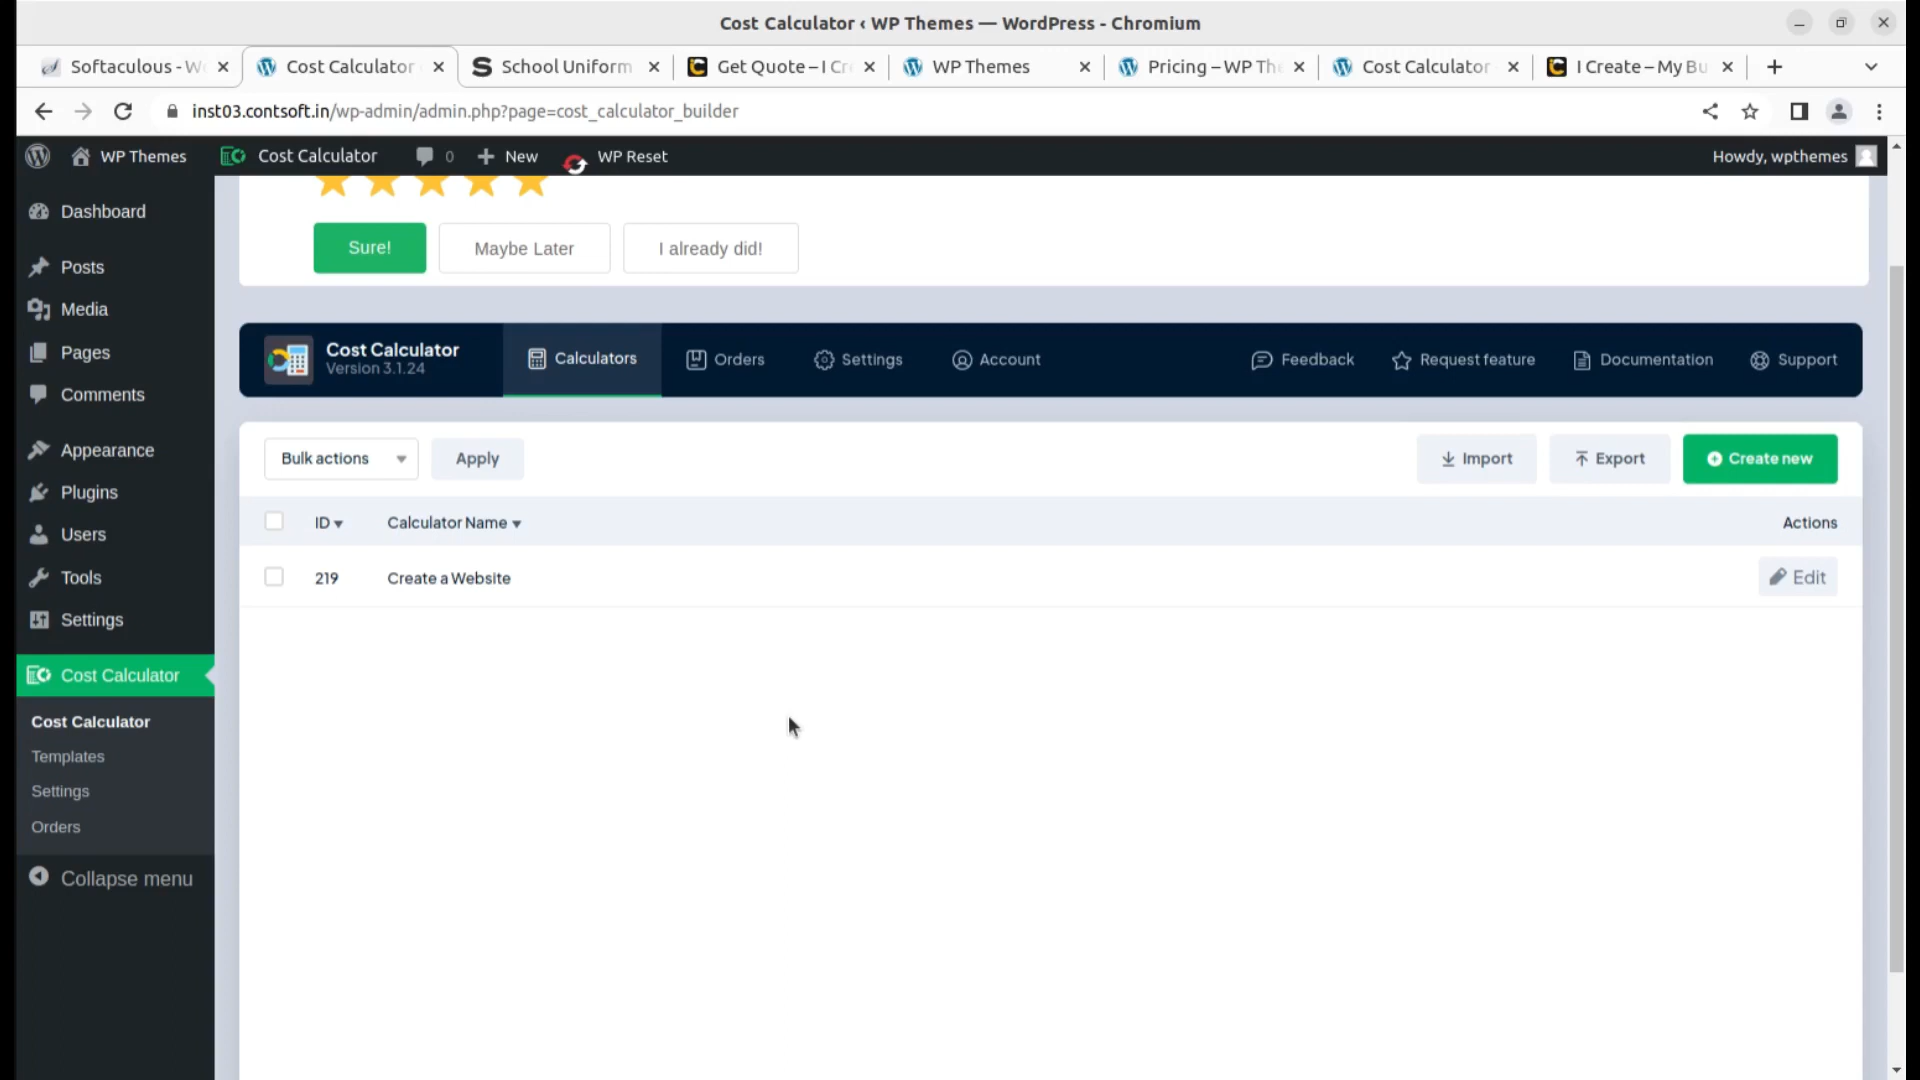 Cost Calculator ‹ WP Themes — WordPress - Chromium
Softaculous - W
Cost Calculator
School Uniform
Get Quote – I Cr
WP Themes
Pricing – WP Th
Cost Calculator
I Create – My Bu
inst03.contsoft.in/wp-admin/admin.php?page=cost_calculator_builder
WP Themes
Cost Calculator
0
New
WP Reset
Howdy, wpthemes
Dashboard
Posts
Media
Pages
Comments
Appearance
Plugins
Users
Tools
Settings
Cost Calculator
Cost Calculator
Templates
Settings
Orders
Collapse menu
Sure!
Maybe Later
I already did!
Cost Calculator
Version 3.1.24
Calculators
Orders
Settings
Account
Feedback
Request feature
Documentation
Support
Bulk actions
Apply
Import
Export
Create new
ID
Calculator Name
Actions
219
Create a Website
Edit